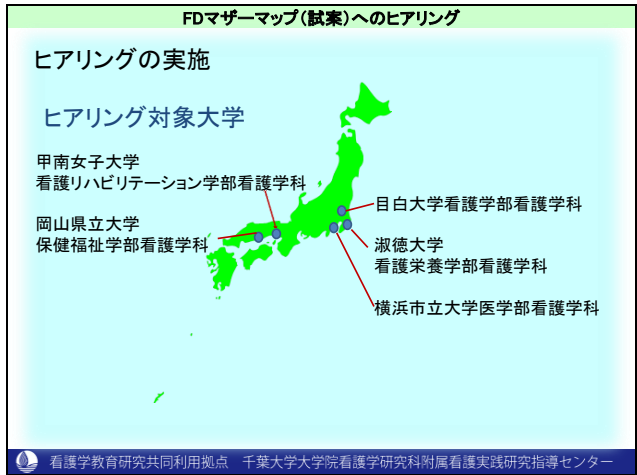 FDマザーマップ（試案）へのヒアリング
ヒアリングの実施
ヒアリング対象大学
甲南女子大学
看護リハビリテーション学部看護学科
岡山県立大学
保健福祉学部看護学科
目白大学看護学部看護学科
淑徳大学
看護栄養学部看護学科
横浜市立大学医学部看護学科
看護学教育研究共同利用拠点　千葉大学大学院看護学研究科附属看護実践研究指導センター